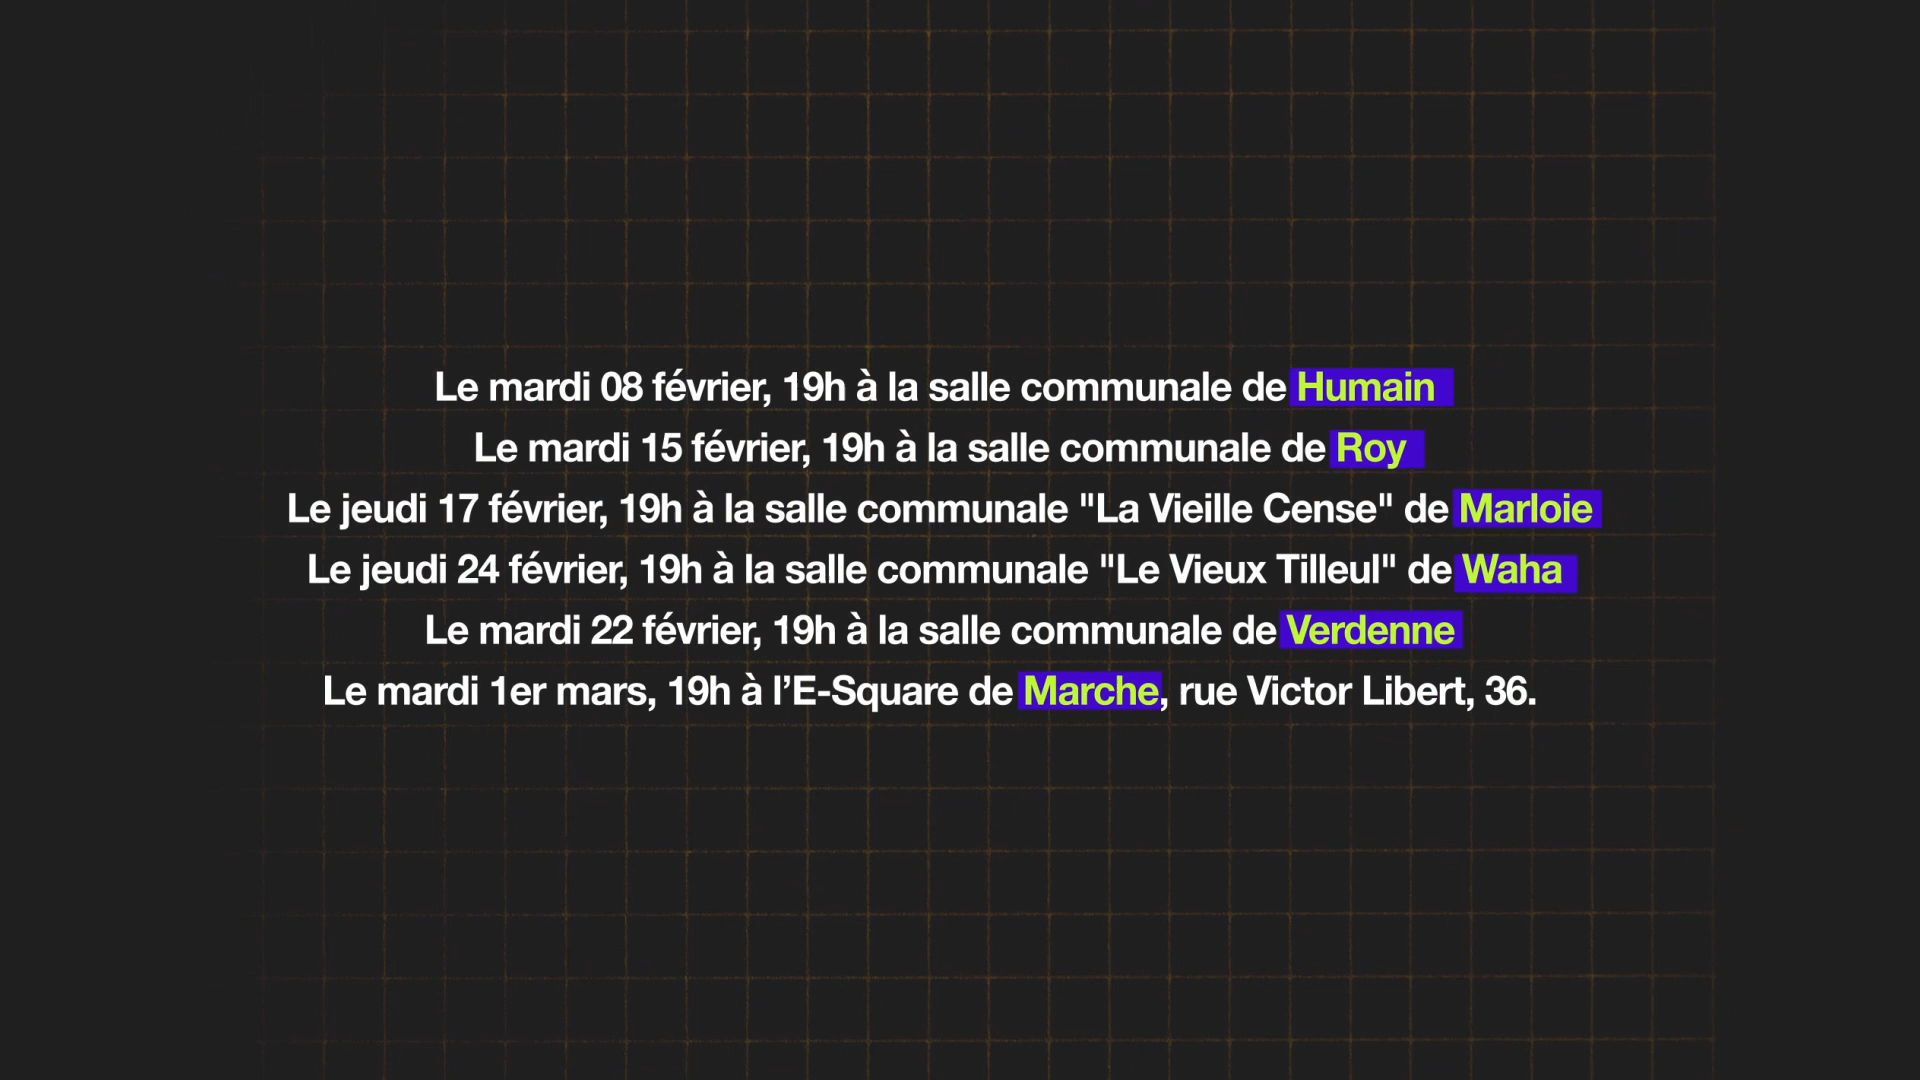 Le mardi 08 février, 19h à la salle communale de Humain
Le mardi 15 février, 19h à la salle communale de Roy
Le jeudi 17 février, 19h à la salle communale "La Vieille Cense" de Marloie
Le jeudi 24 février, 19h à la salle communale "Le Vieux Tilleul" de Waha
Le mardi 22 février, 19h à la salle communale de Verdenne
Le mardi 1er mars, 19h à l’E-Square de Marche, rue Victor Libert, 36.